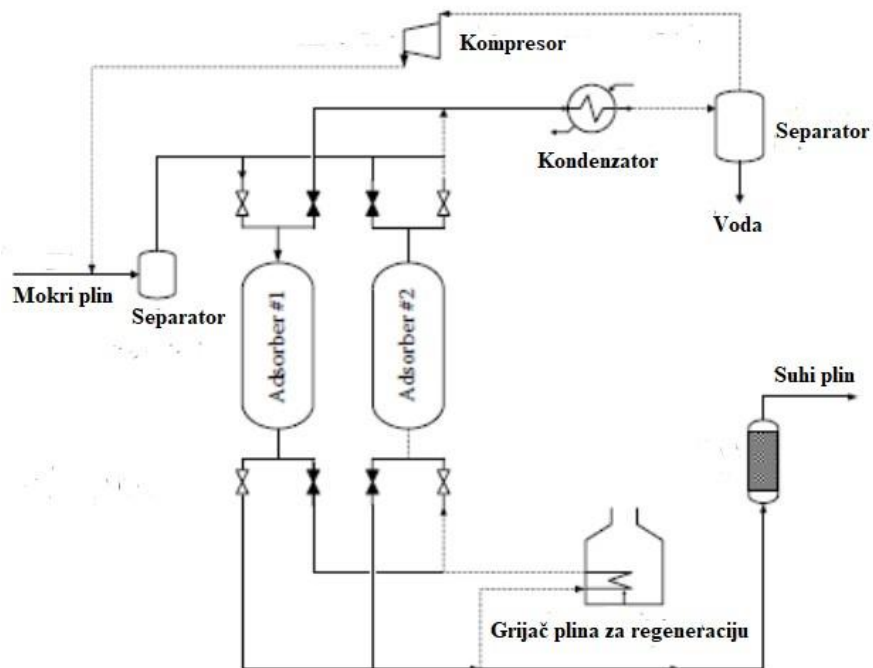 Kompresor
Kondenzator
Separator
Voda
Mokri plin
Separator
Adsorber #1
Adsorber #2
Suhi plin
Grijač plina za regeneraciju